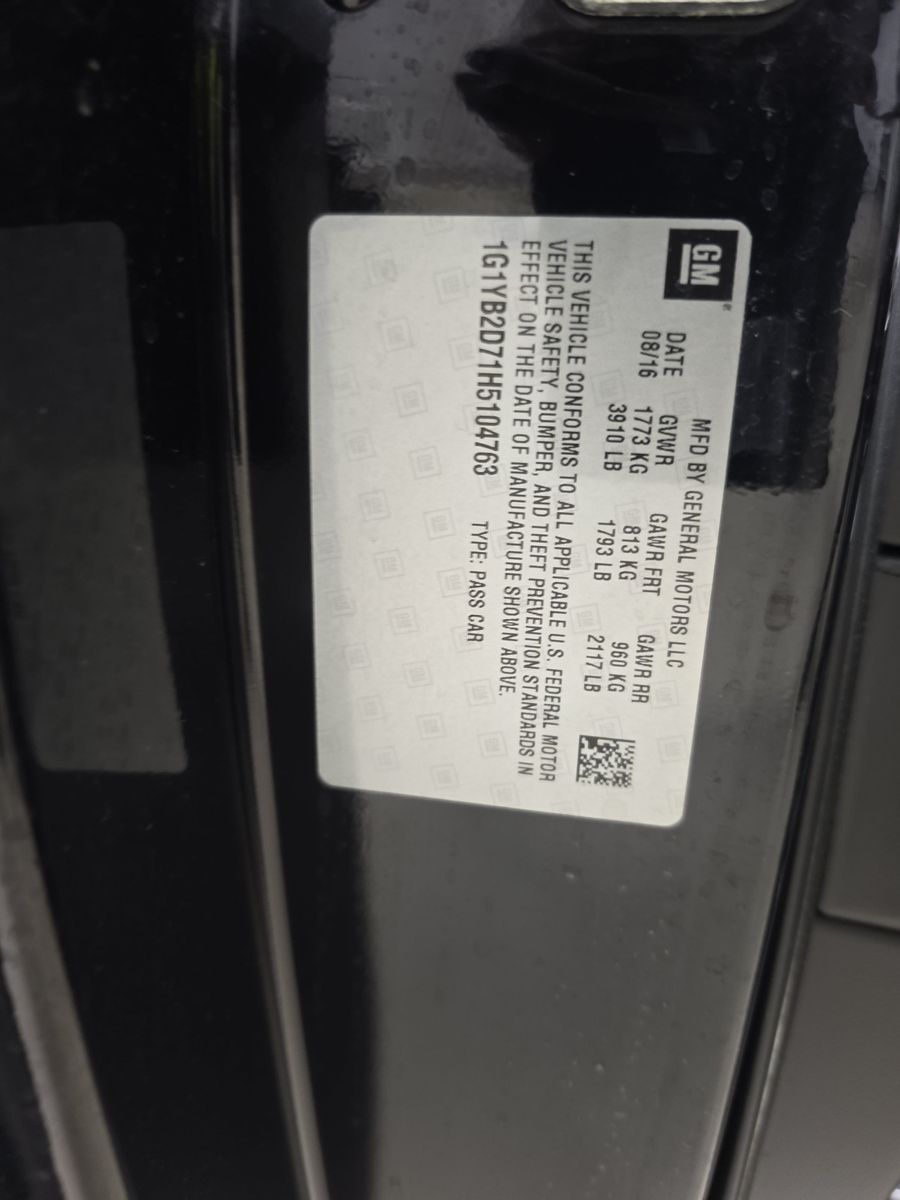 GM
MFD BY GENERAL MOTORS LLC
DATE GVWR GAWR FRT GAWR RR
08/16 1773 KG 813 KG 960 KG
3910 LB 1793 LB 2117 LB
THIS VEHICLE CONFORMS TO ALL APPLICABLE U.S. FEDERAL MOTOR
VEHICLE SAFETY, BUMPER, AND THEFT PREVENTION STANDARDS IN
EFFECT ON THE DATE OF MANUFACTURE SHOWN ABOVE.
1G1YB2D71H5104763 TYPE: PASS CAR